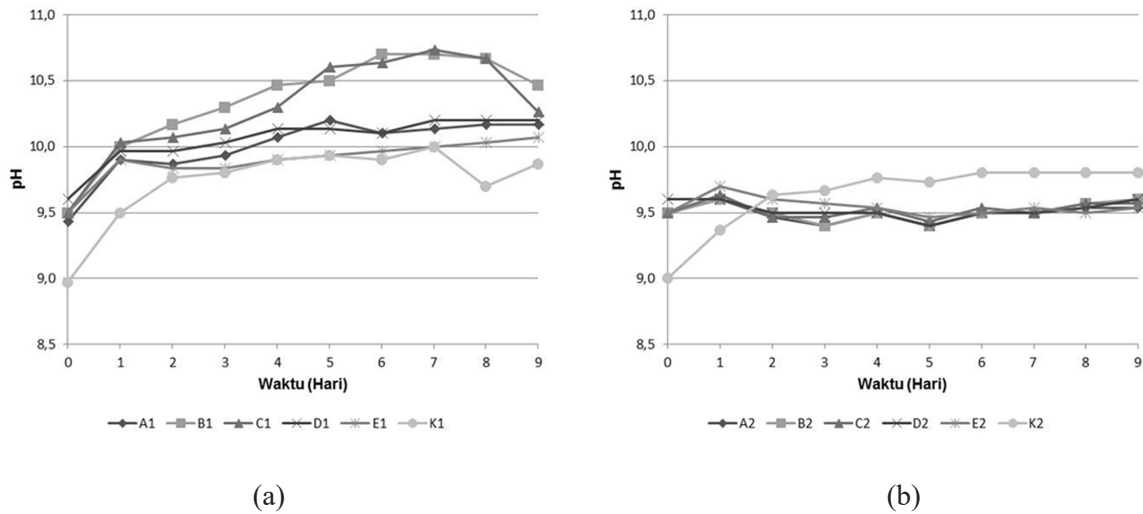 11,0
10,5
10,0
9,5
9,0
8,5
pH
0 1 2 3 4 5 6 7 8 9
Waktu (Hari)
A1 B1 C1 D1 E1 K1
(a)
11,0
10,5
10,0
9,5
9,0
8,5
pH
0 1 2 3 4 5 6 7 8 9
Waktu (Hari)
A2 B2 C2 D2 E2 K2
(b)